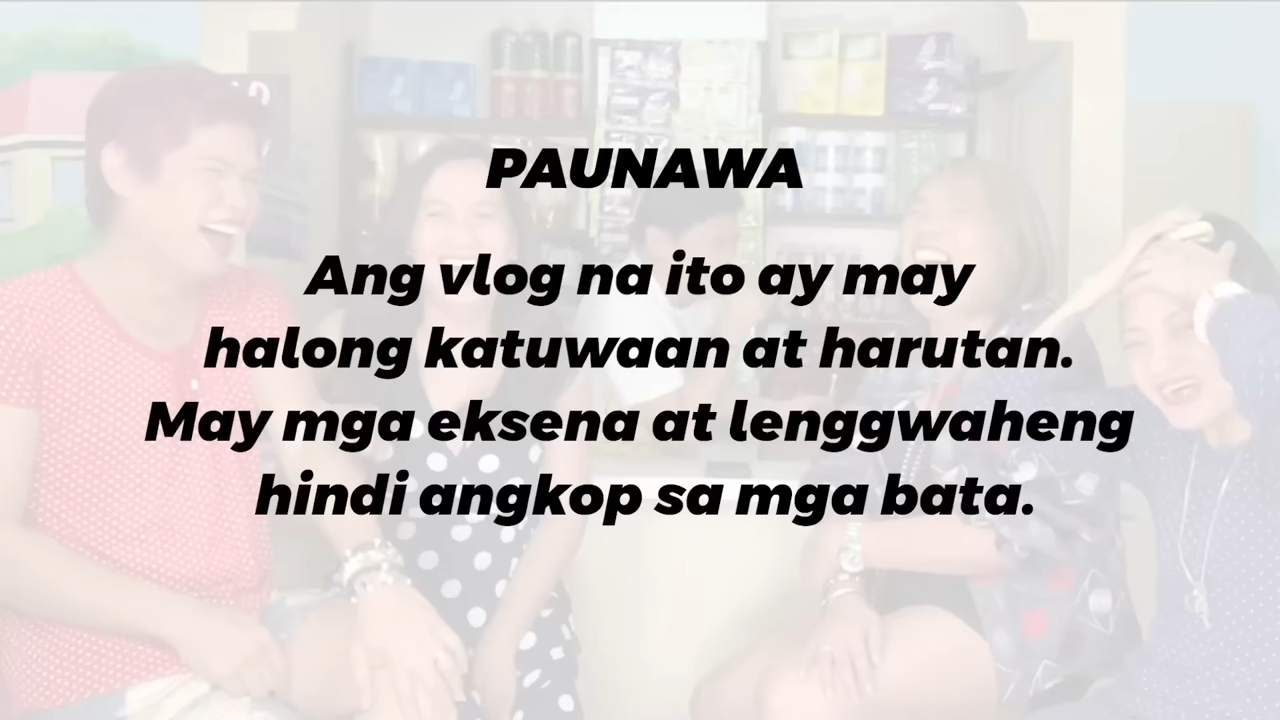 PAUNAWA
Ang vlog na ito ay may
halong katuwaan at harutan.
May mga eksena at lenggwaheng
hindi angkop sa mga bata.